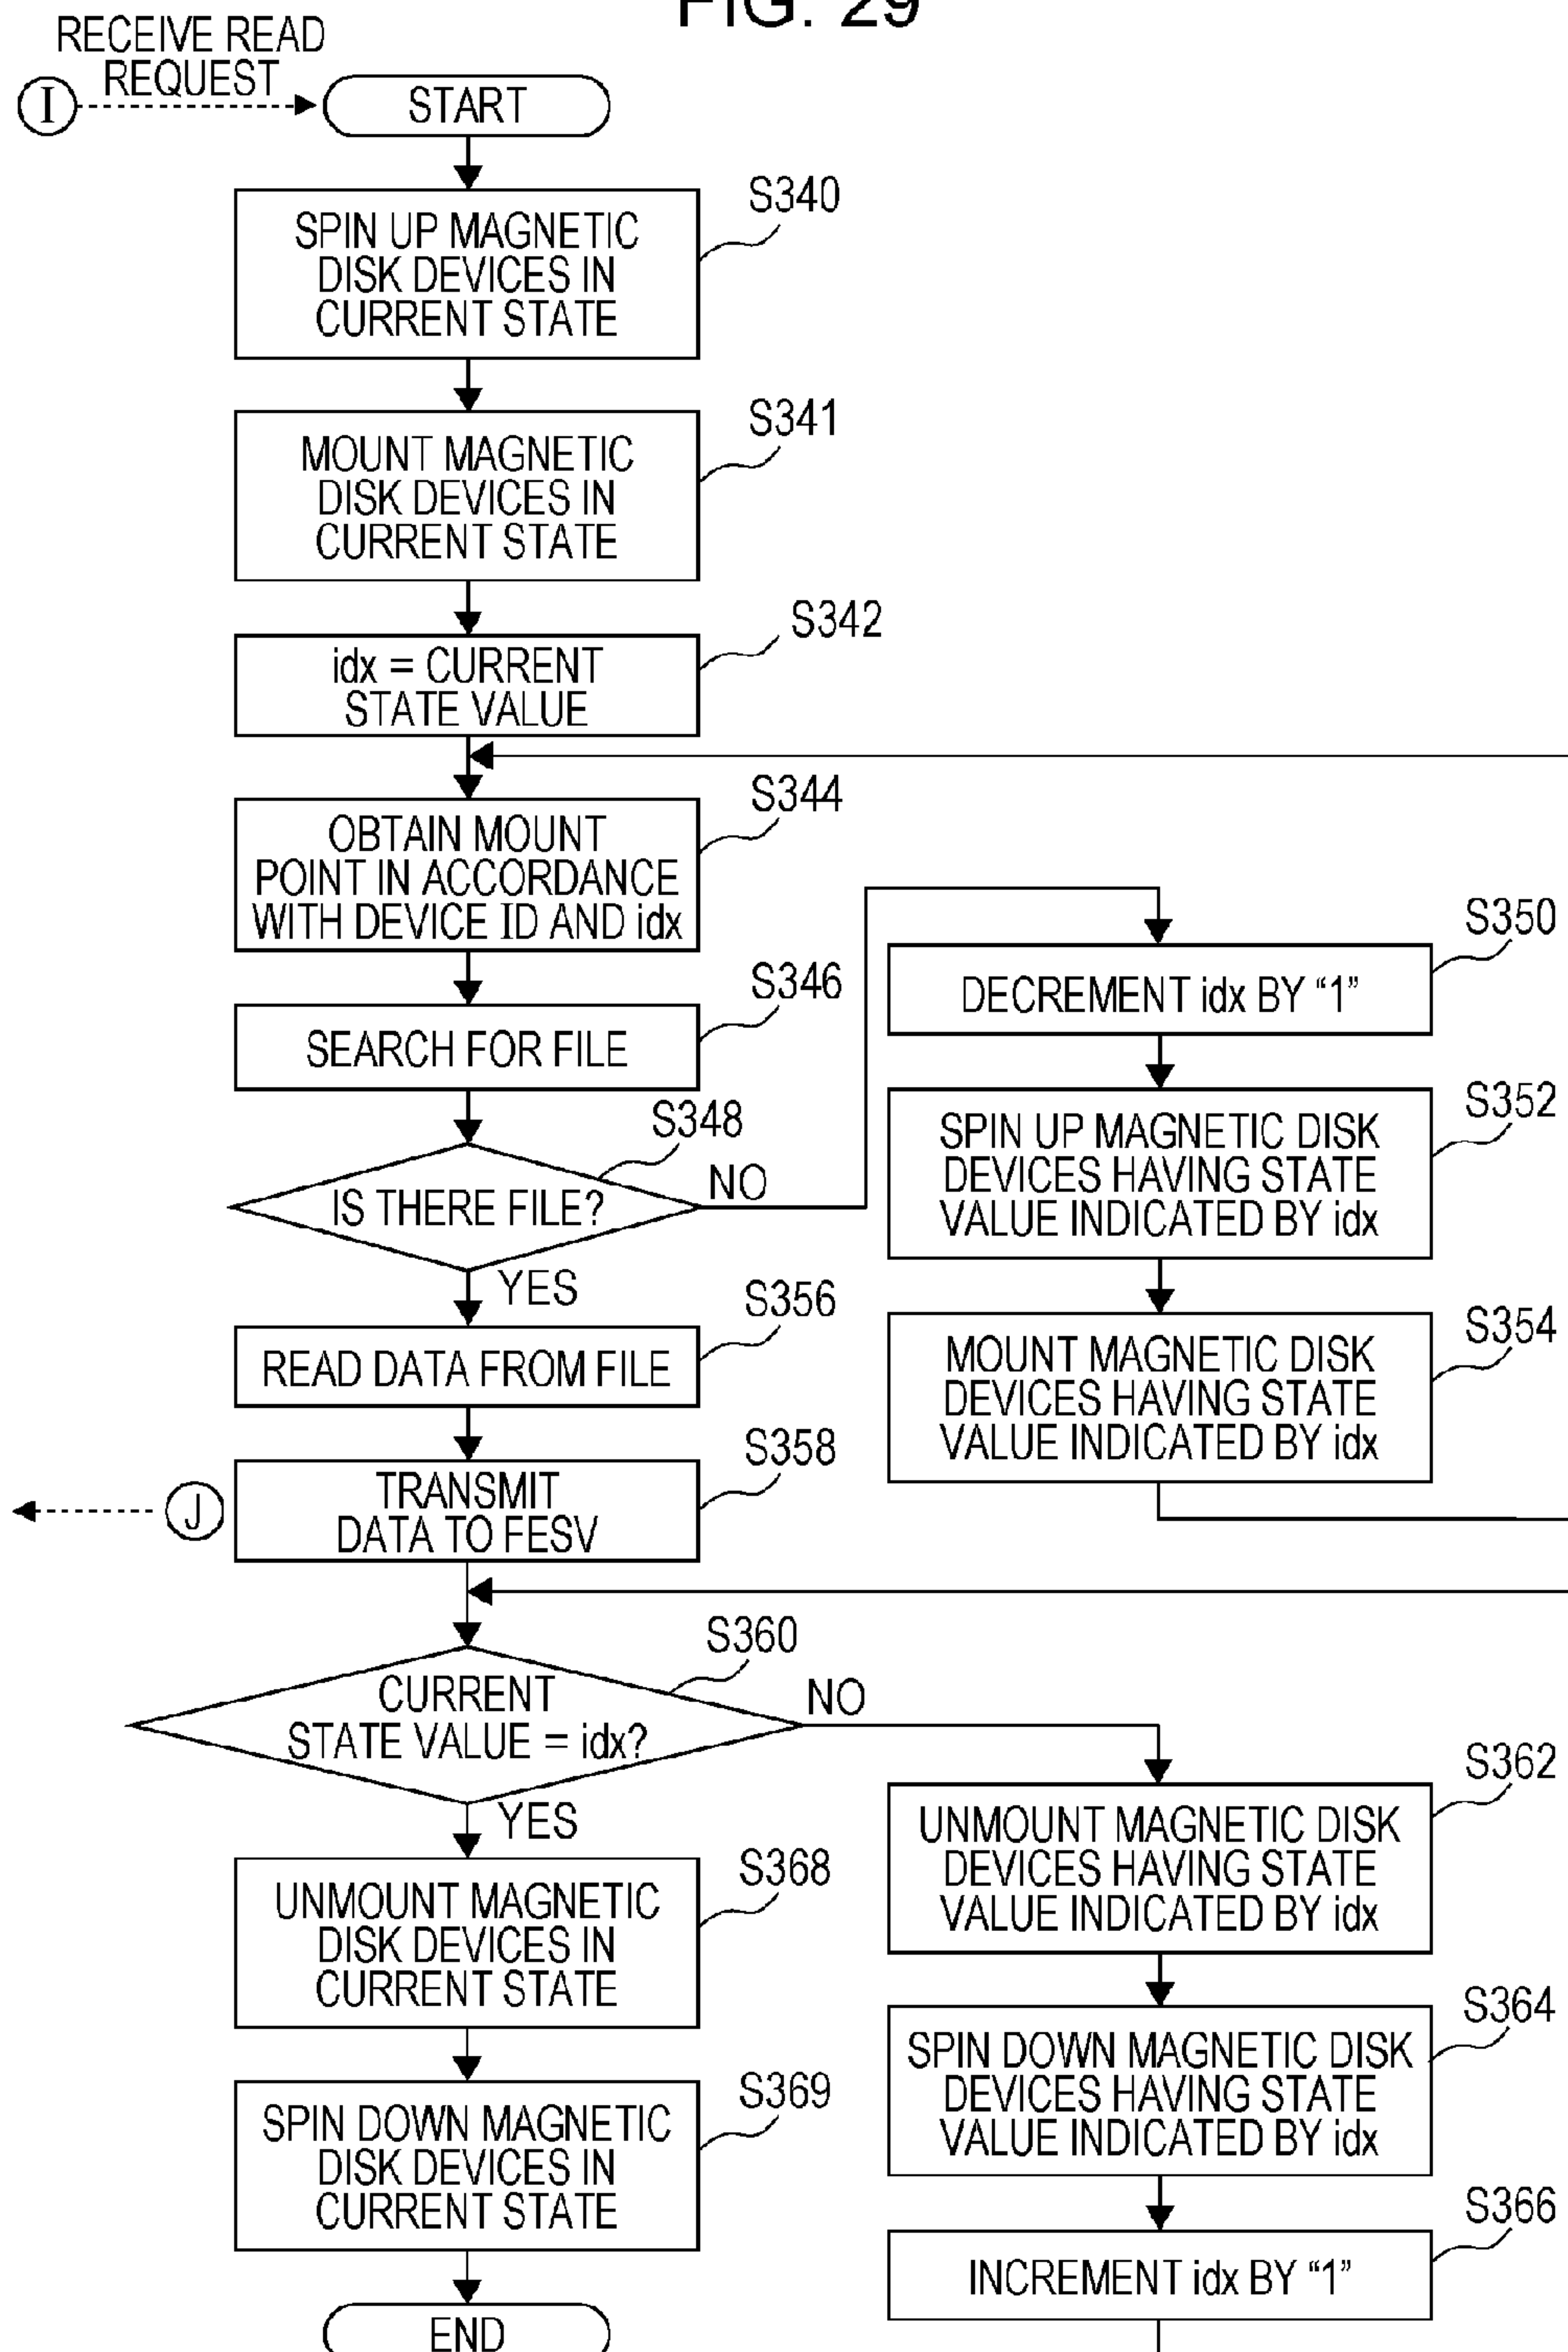 FIG. 29
RECEIVE READ
REQUEST
I
START
S340
SPIN UP MAGNETIC
DISK DEVICES IN
CURRENT STATE
S341
MOUNT MAGNETIC
DISK DEVICES IN
CURRENT STATE
S342
idx = CURRENT
STATE VALUE
S344
OBTAIN MOUNT
POINT IN ACCORDANCE
WITH DEVICE ID AND idx
S346
SEARCH FOR FILE
S348
IS THERE FILE?
NO
YES
S350
DECREMENT idx BY “1”
S352
SPIN UP MAGNETIC DISK
DEVICES HAVING STATE
VALUE INDICATED BY idx
S354
MOUNT MAGNETIC DISK
DEVICES HAVING STATE
VALUE INDICATED BY idx
S356
READ DATA FROM FILE
S358
TRANSMIT
DATA TO FESV
J
S360
CURRENT
STATE VALUE = idx?
NO
YES
S362
UNMOUNT MAGNETIC DISK
DEVICES HAVING STATE
VALUE INDICATED BY idx
S364
SPIN DOWN MAGNETIC DISK
DEVICES HAVING STATE
VALUE INDICATED BY idx
S366
INCREMENT idx BY “1”
S368
UNMOUNT MAGNETIC
DISK DEVICES IN
CURRENT STATE
S369
SPIN DOWN MAGNETIC
DISK DEVICES IN
CURRENT STATE
END